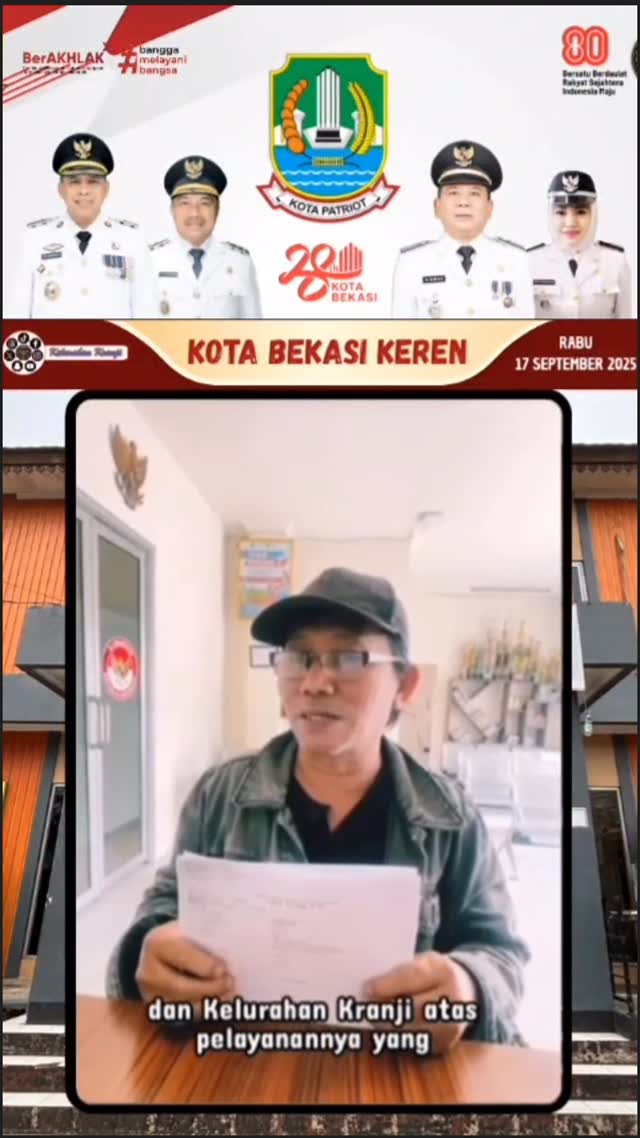 BerAKHLAK
# bangga
melayani
bangsa
80
Bersatu Berdaulat
Rakyat Sejahtera
Indonesia Maju
KOTA PATRIOT
28
KOTA
BEKASI
Kelurahan Kranji
KOTA BEKASI KEREN
RABU
17 SEPTEMBER 2025
dan Kelurahan Kranji atas
pelayanannya yang